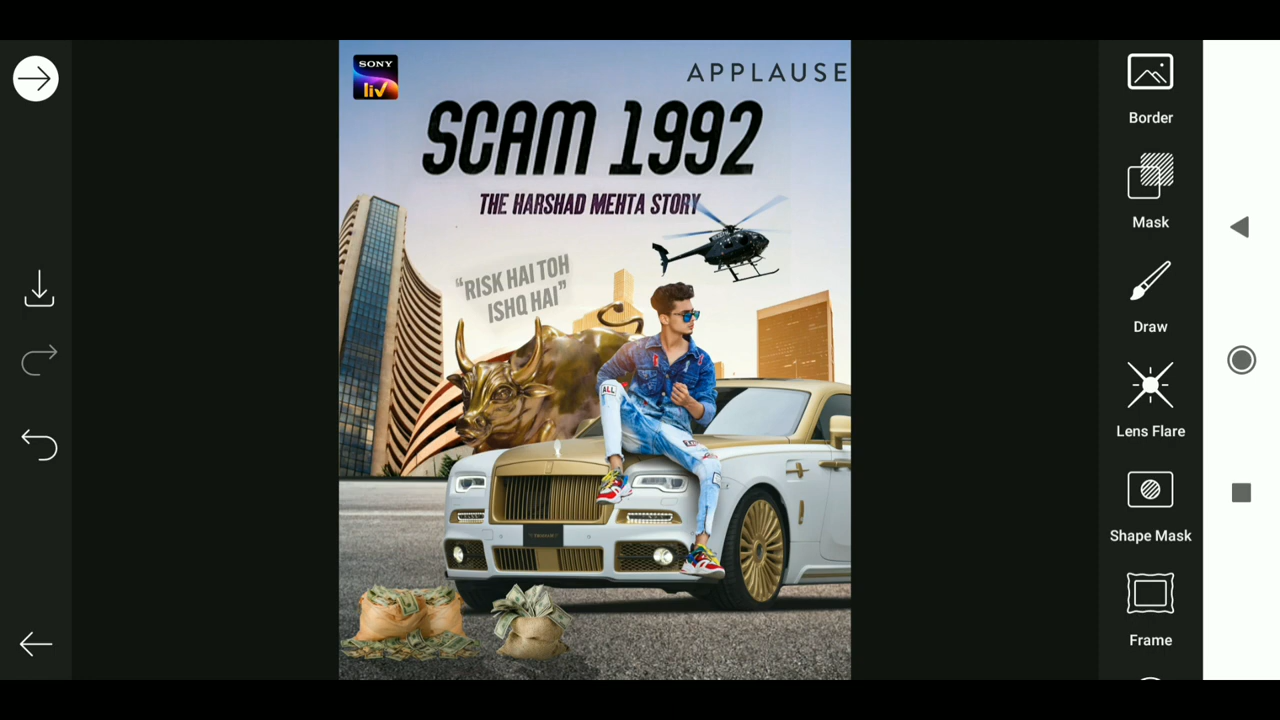 SONY
liv
APPLAUSE
SCAM 1992
THE HARSHAD MEHTA STORY
“RISK HAI TOH
ISHQ HAI”
ALL
Border
Mask
Draw
Lens Flare
Shape Mask
Frame